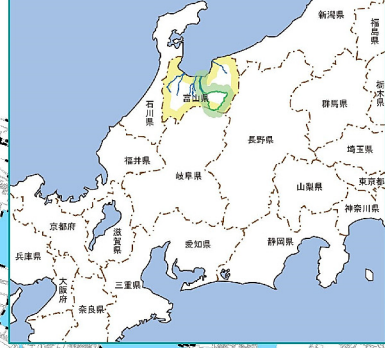 新潟県
福島県
栃木県
富山県
群馬県
石川県
長野県
埼玉県
福井県
岐阜県
東京都
山梨県
神奈川県
京都府
滋賀県
愛知県
静岡県
兵庫県
三重県
大阪府
奈良県